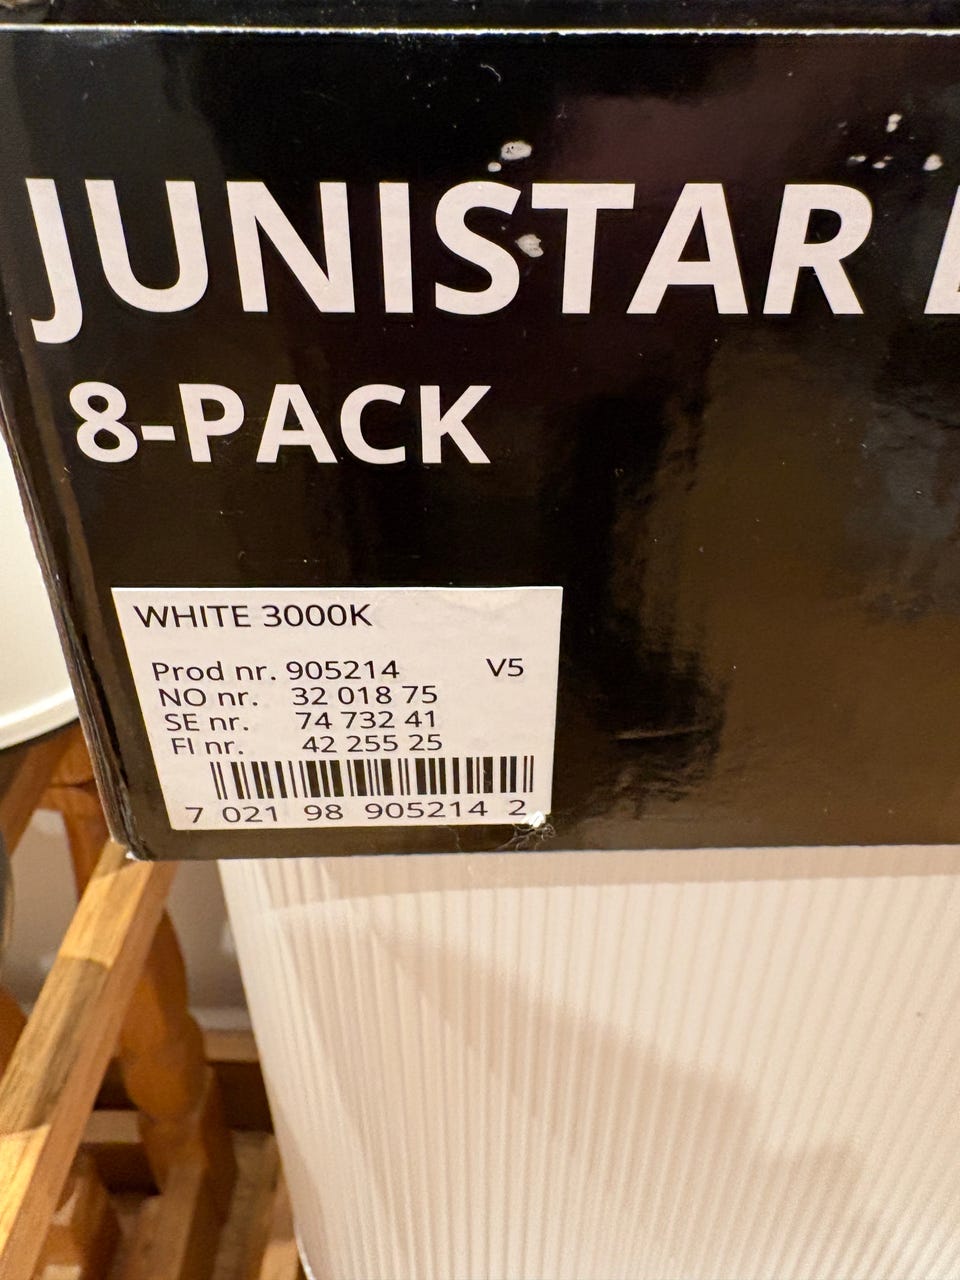 JUNISTAR
8-PACK
WHITE 3000K
Prod nr. 905214 V5
NO nr. 32 018 75
SE nr. 74 732 41
FI nr. 42 255 25
7 021 98 905214 2